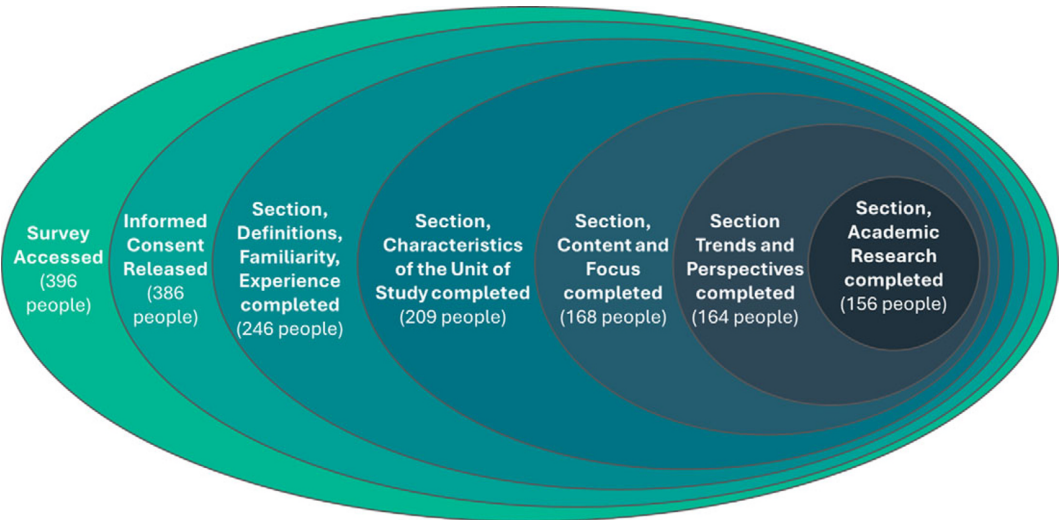 Survey
Accessed
(396
people)
Informed
Consent
Released
(386
people)
Section,
Definitions,
Familiarity,
Experience
completed
(246 people)
Section,
Characteristics
of the Unit of
Study completed
(209 people)
Section,
Content and
Focus
completed
(168 people)
Section
Trends and
Perspectives
completed
(164 people)
Section,
Academic
Research
completed
(156 people)